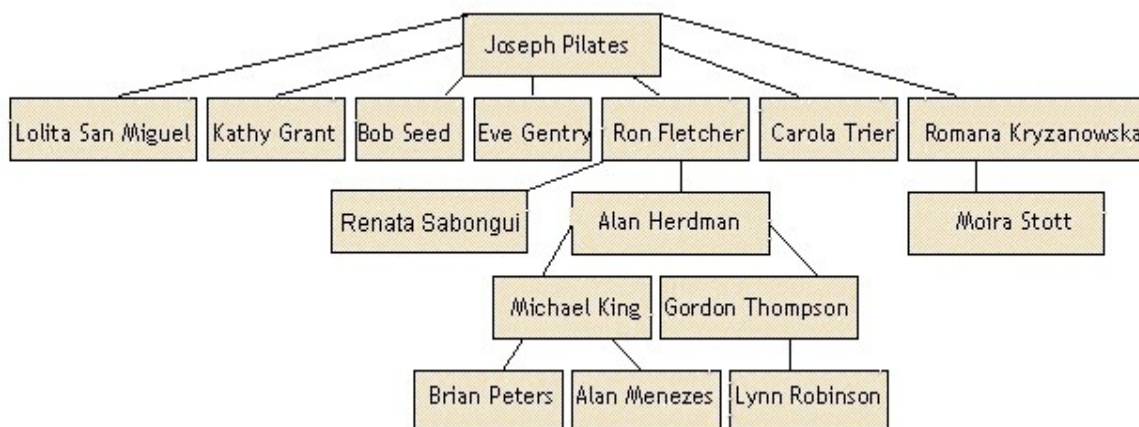 Joseph Pilates
Lolita San Miguel
Kathy Grant
Bob Seed
Eve Gentry
Ron Fletcher
Carola Trier
Romana Kryzanowska
Renata Sabongui
Alan Herdman
Moira Stott
Michael King
Gordon Thompson
Brian Peters
Alan Menezes
Lynn Robinson